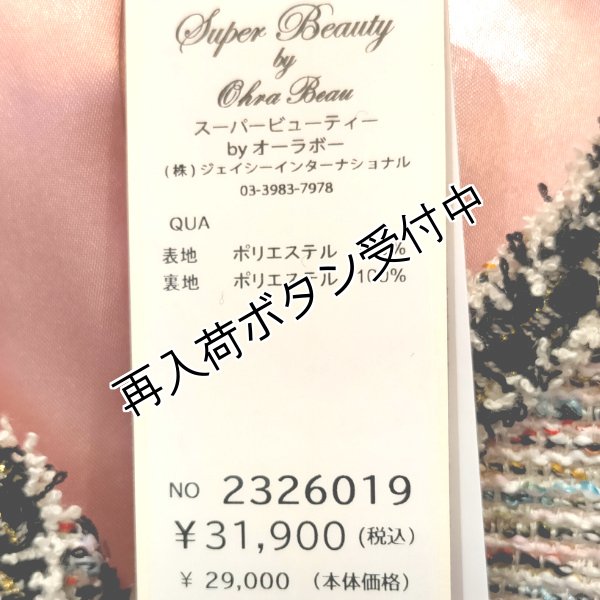 Super Beauty
by
Ohra Beau
スーパービューティー
by オーラボー
(株)ジェイシーインターナショナル
03-3983-7978
QUA
表地 ポリエステル %
裏地 ポリエステル 100%
再入荷ボタン受付中
NO 2326019
¥31,900(税込)
¥ 29,000 (本体価格)